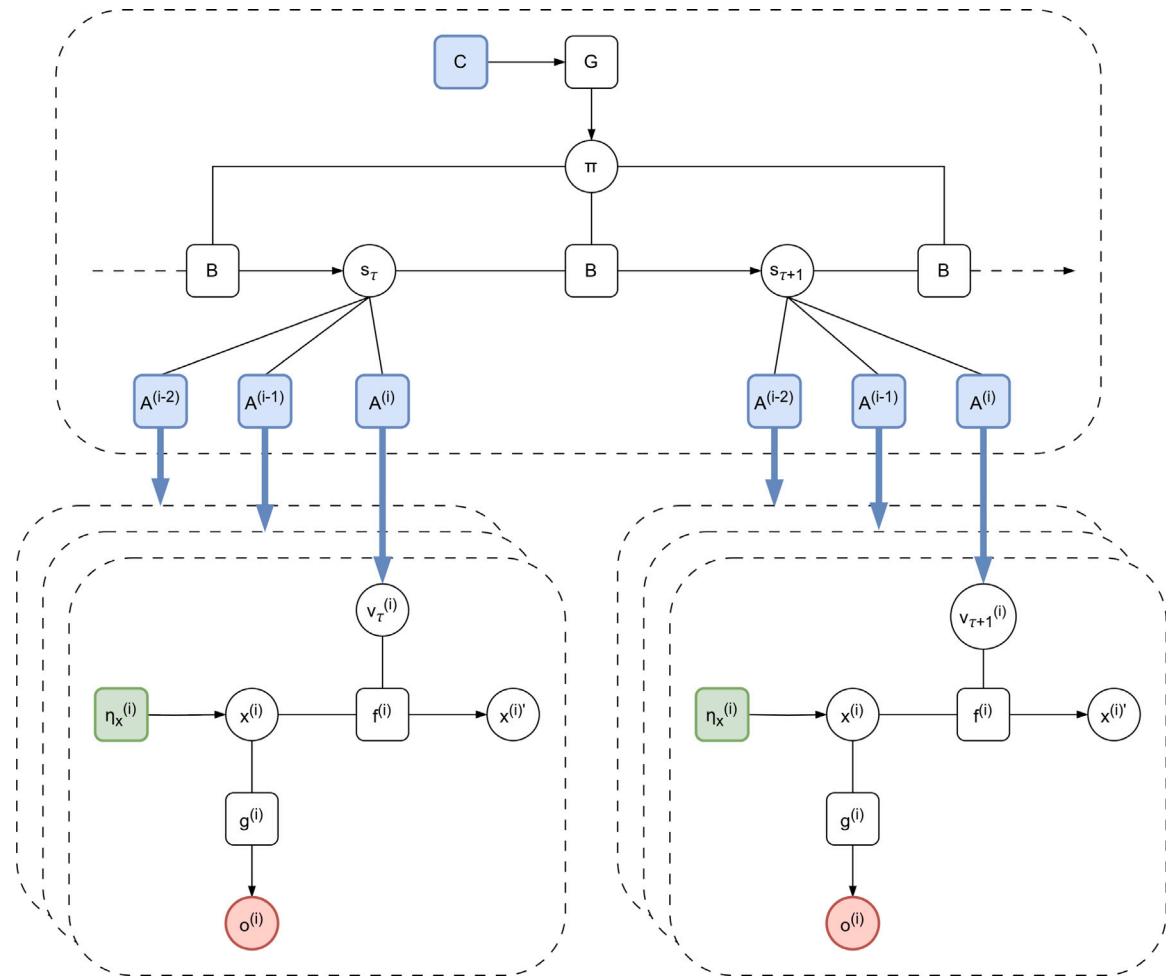 C
G
π
B
s_τ
B
s_τ+1
B
A^(i-2)
A^(i-1)
A^(i)
A^(i-2)
A^(i-1)
A^(i)
v_τ^(i)
v_τ+1^(i)
η_x^(i)
x^(i)
f^(i)
x^(i)'
η_x^(i)
x^(i)
f^(i)
x^(i)'
g^(i)
g^(i)
o^(i)
o^(i)